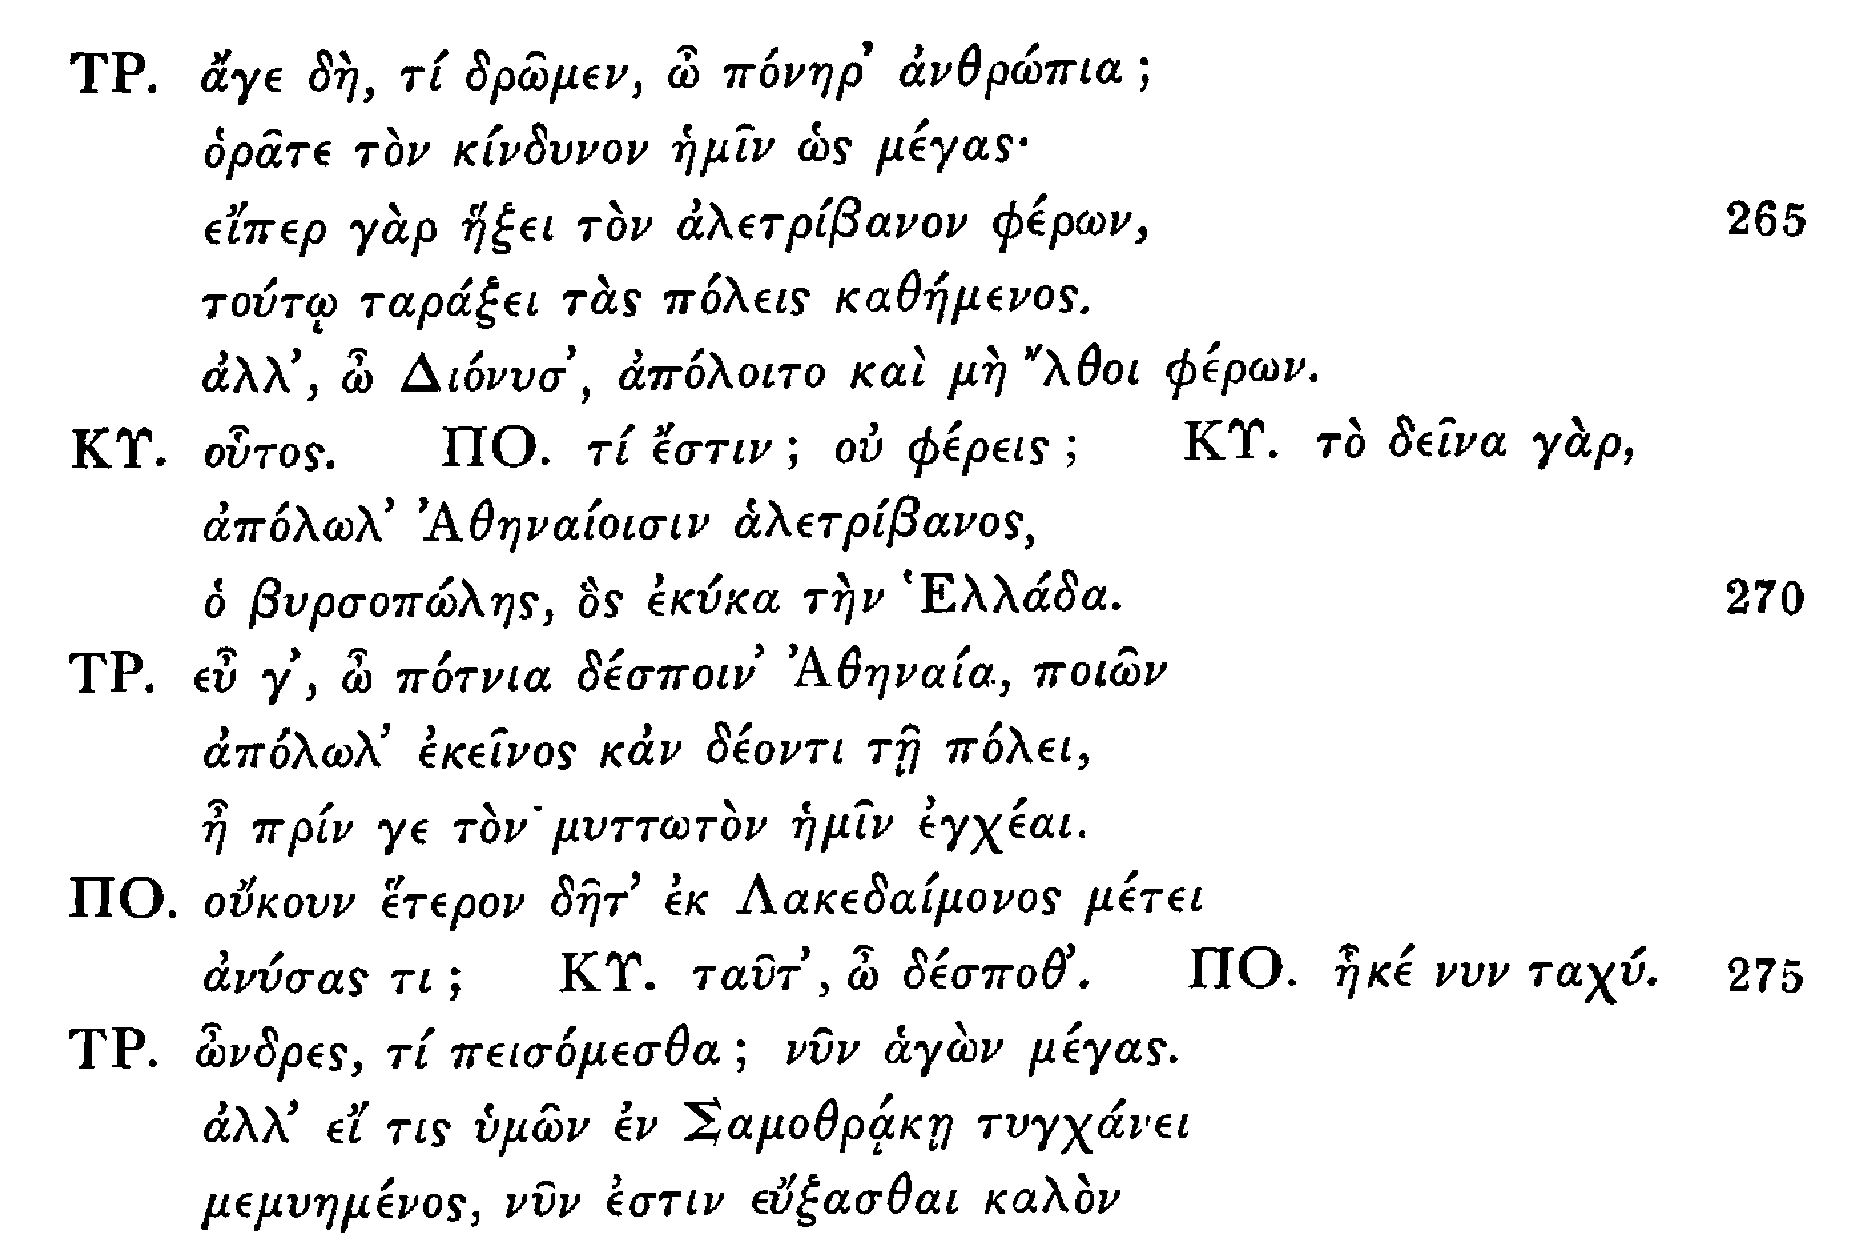 ΤΡ. ἄγε δὴ, τί δρῶμεν, ὦ πόνηρ’ ἀνθρώπια ;
ὁρᾶτε τὸν κίνδυνον ἡμῖν ὡς μέγας·
εἴπερ γὰρ ἥξει τὸν ἀλετρίβανον φέρων, 265
τούτῳ ταράξει τὰς πόλεις καθήμενος.
ἀλλ’, ὦ Διόνυσ’, ἀπόλοιτο καὶ μὴ ’́λθοι φέρων.
ΚΥ. οὗτος. ΠΟ. τί ἔστιν ; οὐ φέρεις ; ΚΥ. τὸ δεῖνα γὰρ,
ἀπόλωλ’ Ἀθηναίοισιν ἁλετρίβανος,
ὁ βυρσοπώλης, ὃς ἐκύκα τὴν Ἑλλάδα. 270
ΤΡ. εὖ γ’, ὦ πότνια δέσποιν’ Ἀθηναία, ποιῶν
ἀπόλωλ’ ἐκεῖνος κἀν δέοντι τῇ πόλει,
ἢ πρίν γε τὸν μυττωτὸν ἡμῖν ἐγχέαι.
ΠΟ. οὔκουν ἕτερον δῆτ’ ἐκ Λακεδαίμονος μέτει
ἀνύσας τι ; ΚΥ. ταῦτ’, ὦ δέσποθ’. ΠΟ. ἧκέ νυν ταχύ. 275
ΤΡ. ὦνδρες, τί πεισόμεσθα ; νῦν ἁγὼν μέγας.
ἀλλ’ εἴ τις ὑμῶν ἐν Σαμοθρᾴκῃ τυγχάνει
μεμυημένος, νῦν ἐστιν εὔξασθαι καλὸν